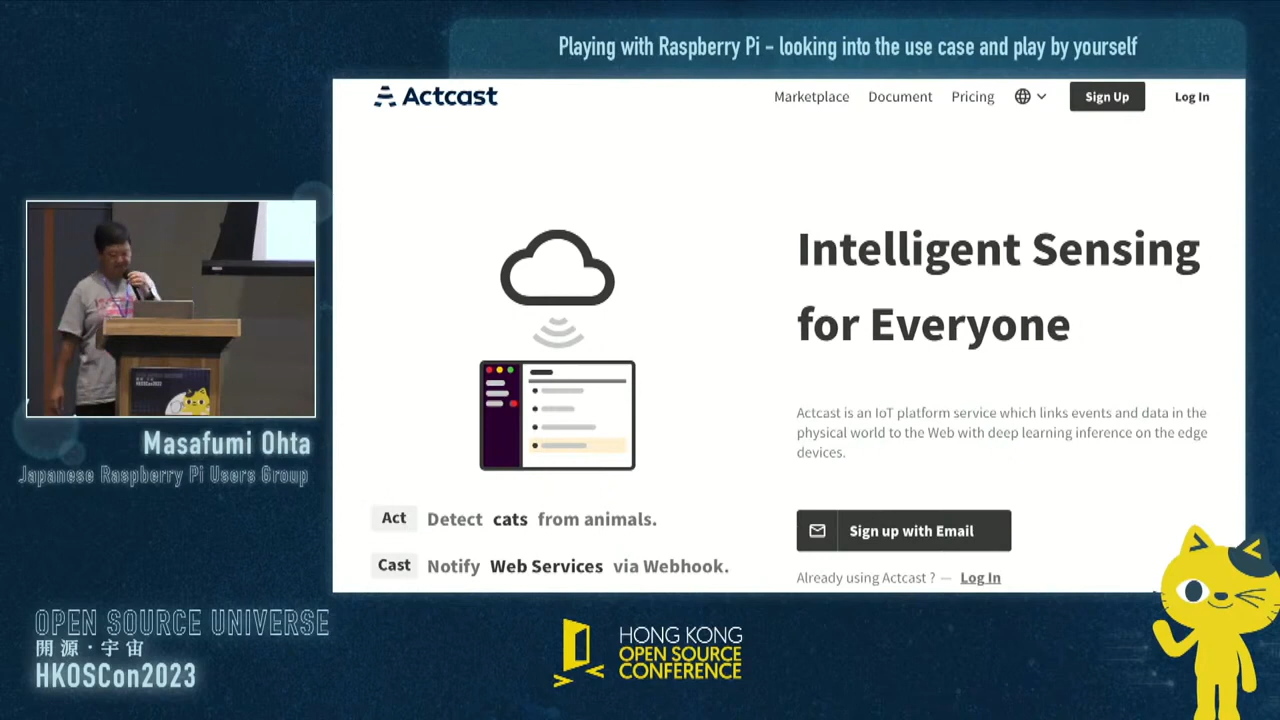 Playing with Raspberry Pi - looking into the use case and play by yourself
Actcast
Marketplace
Document
Pricing
Sign Up
Log In
Intelligent Sensing
for Everyone
Actcast is an IoT platform service which links events and data in the
physical world to the Web with deep learning inference on the edge
devices.
Act Detect cats from animals.
Cast Notify Web Services via Webhook.
Sign up with Email
Already using Actcast ? — Log In
HKOSCon2023
Masafumi Ohta
Japanese Raspberry Pi Users Group
OPEN SOURCE UNIVERSE
開源・宇宙
HKOSCon2023
HONG KONG
OPEN SOURCE
CONFERENCE